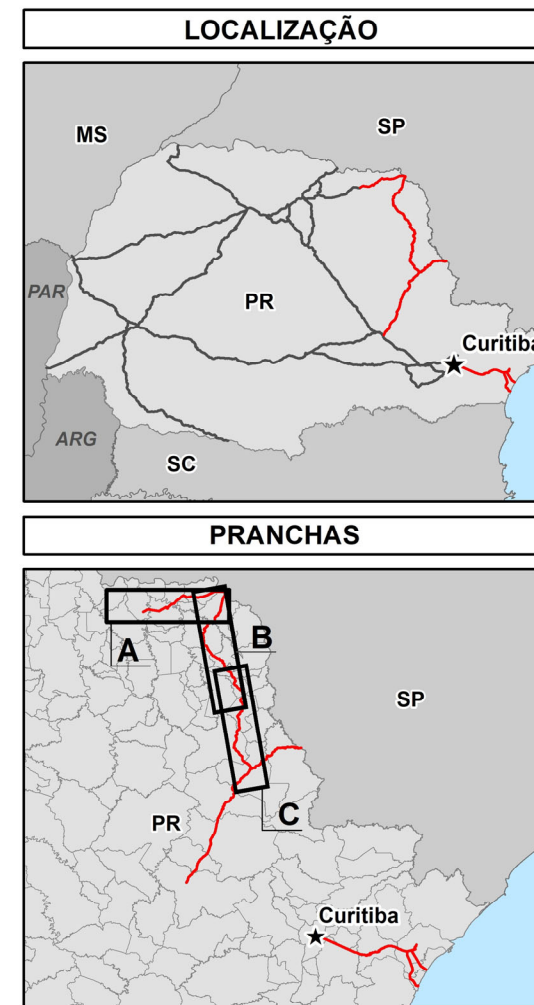 LOCALIZAÇÃO
MS
SP
PAR
PR
Curitiba
ARG
SC
PRANCHAS
A
B
SP
PR
C
Curitiba